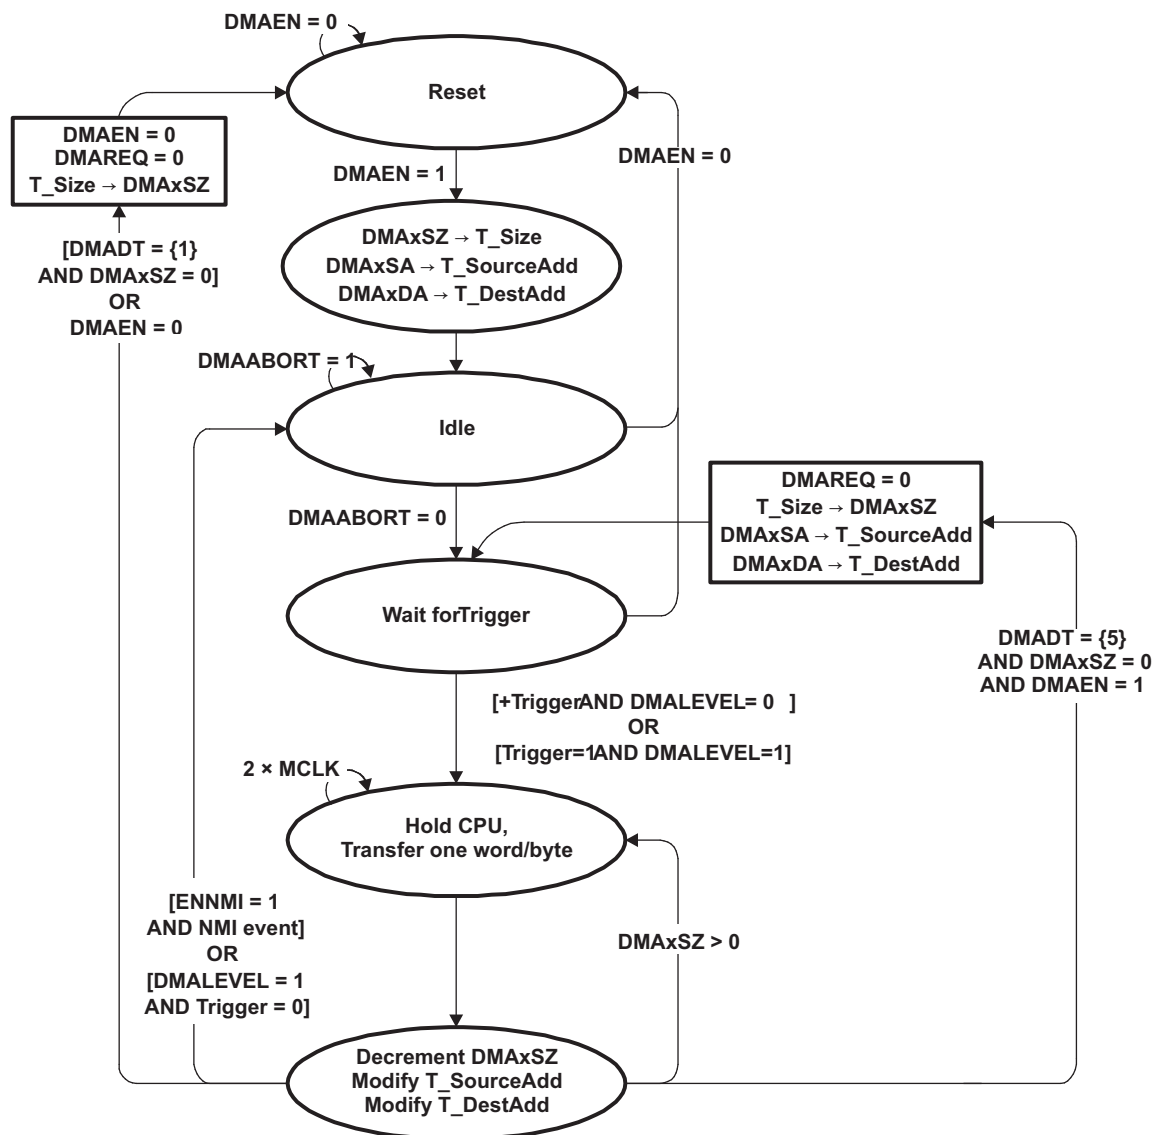 DMAEN = 0
Reset
DMAEN = 0
DMAREQ = 0
T_Size → DMAxSZ
DMAEN = 0
DMAEN = 1
[DMADT = {1}
AND DMAxSZ = 0]
OR
DMAEN = 0
DMAxSZ → T_Size
DMAxSA → T_SourceAdd
DMAxDA → T_DestAdd
DMAABORT = 1
Idle
DMAABORT = 0
DMAREQ = 0
T_Size → DMAxSZ
DMAxSA → T_SourceAdd
DMAxDA → T_DestAdd
Wait forTrigger
DMADT = {5}
AND DMAxSZ = 0
AND DMAEN = 1
[+TriggerAND DMALEVEL= 0 ]
OR
[Trigger=1AND DMALEVEL=1]
2 × MCLK
Hold CPU,
Transfer one word/byte
[ENNMI = 1
AND NMI event]
OR
[DMALEVEL = 1
AND Trigger = 0]
DMAxSZ > 0
Decrement DMAxSZ
Modify T_SourceAdd
Modify T_DestAdd